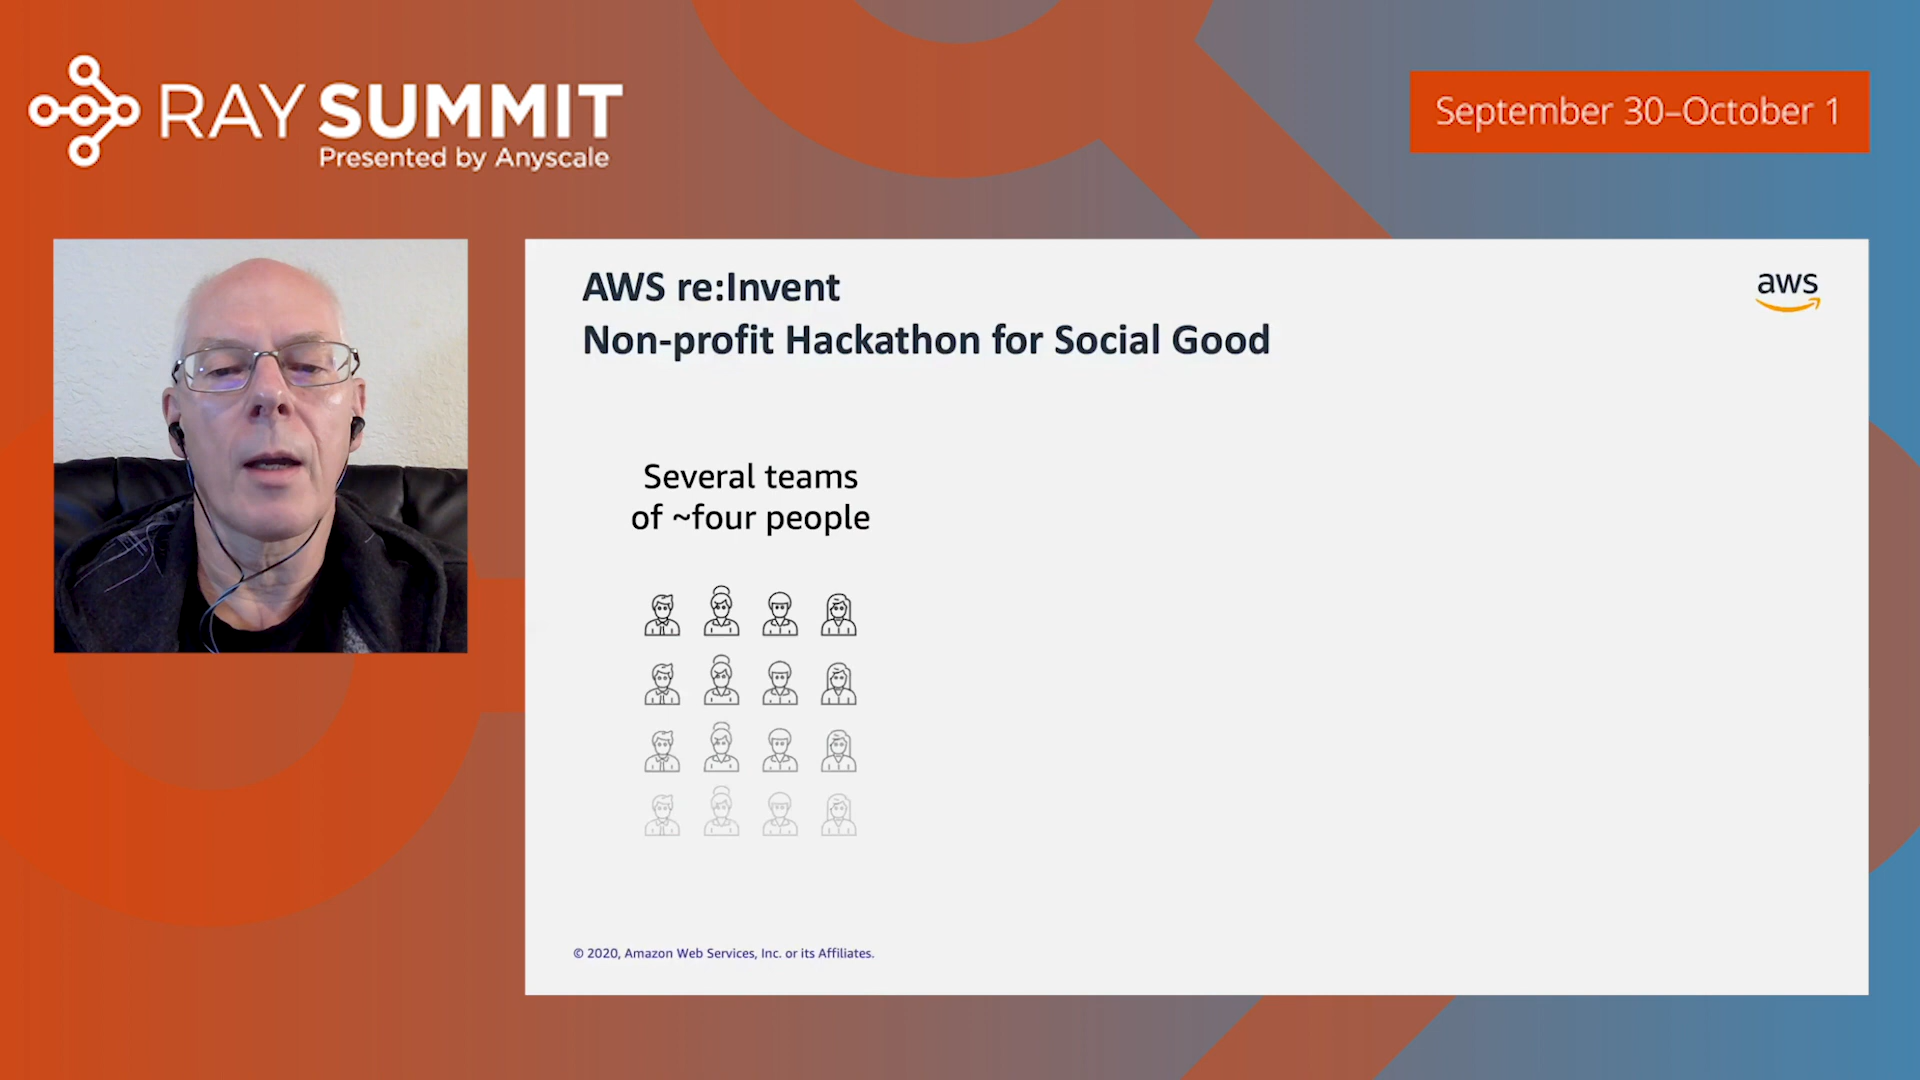 RAY SUMMIT
Presented by Anyscale
September 30–October 1
AWS re:Invent
Non-profit Hackathon for Social Good
aws
Several teams
of ~four people
© 2020, Amazon Web Services, Inc. or its Affiliates.